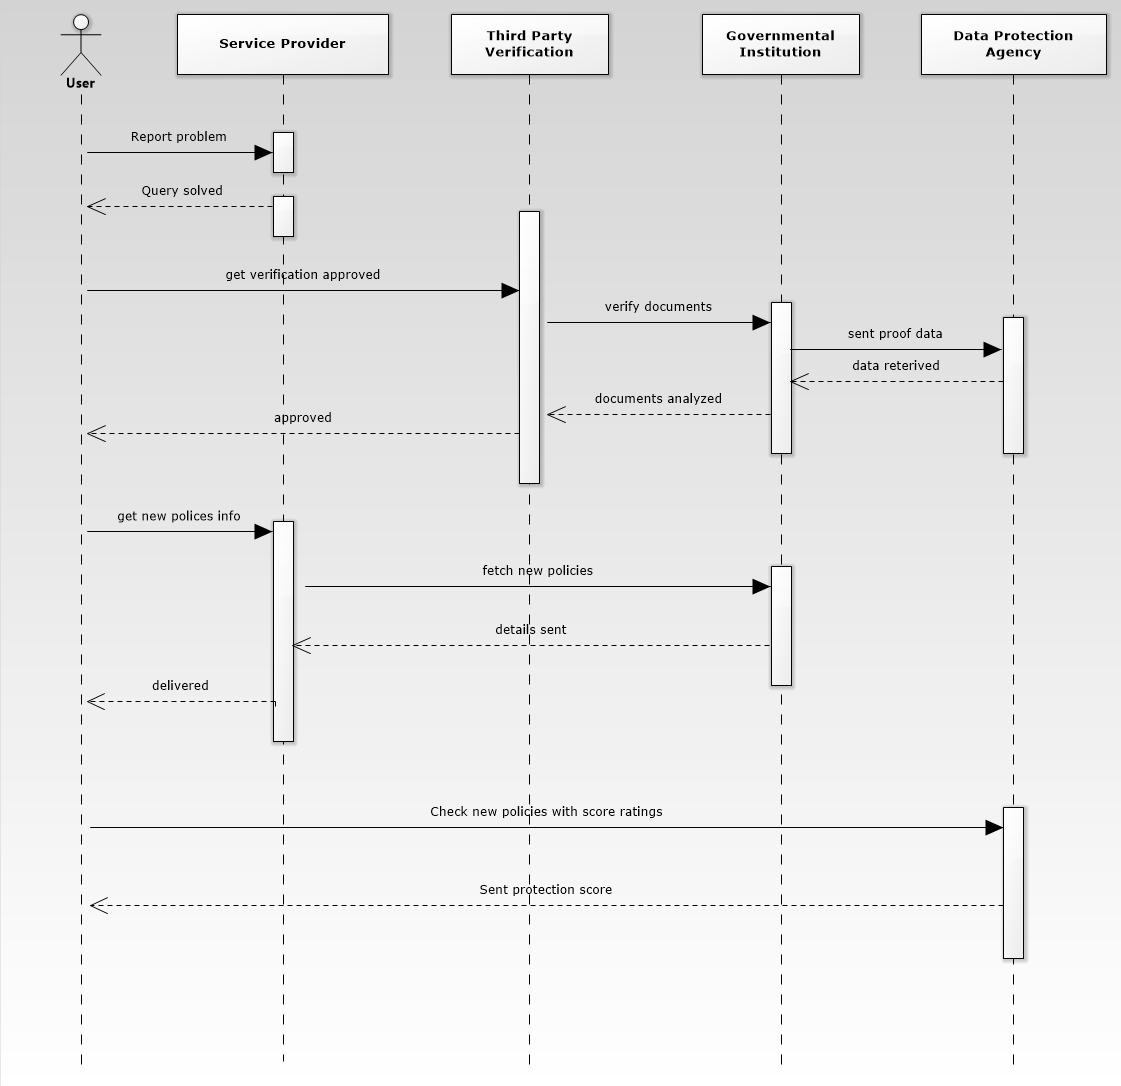 User
Service Provider
Third Party
Verification
Governmental
Institution
Data Protection
Agency
Report problem
Query solved
get verification approved
verify documents
sent proof data
data reterived
documents analyzed
approved
get new polices info
fetch new policies
details sent
delivered
Check new policies with score ratings
Sent protection score